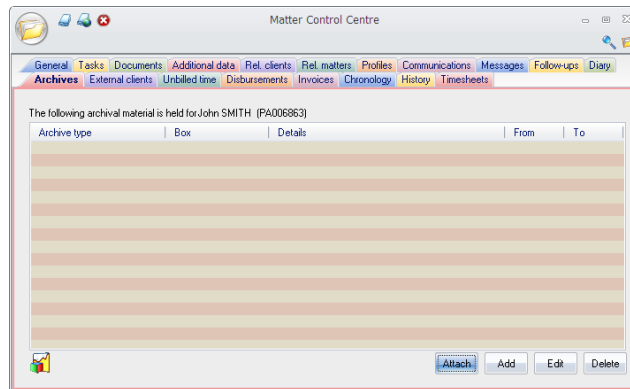 Matter Control Centre
General Tasks Documents Additional data Rel. clients Rel. matters Profiles Communications Messages Follow-ups Diary
Archives External clients Unbilled time Disbursements Invoices Chronology History Timesheets
The following archival material is held forJohn SMITH (PA006863)
Archive type Box Details From To
Attach Add Edit Delete